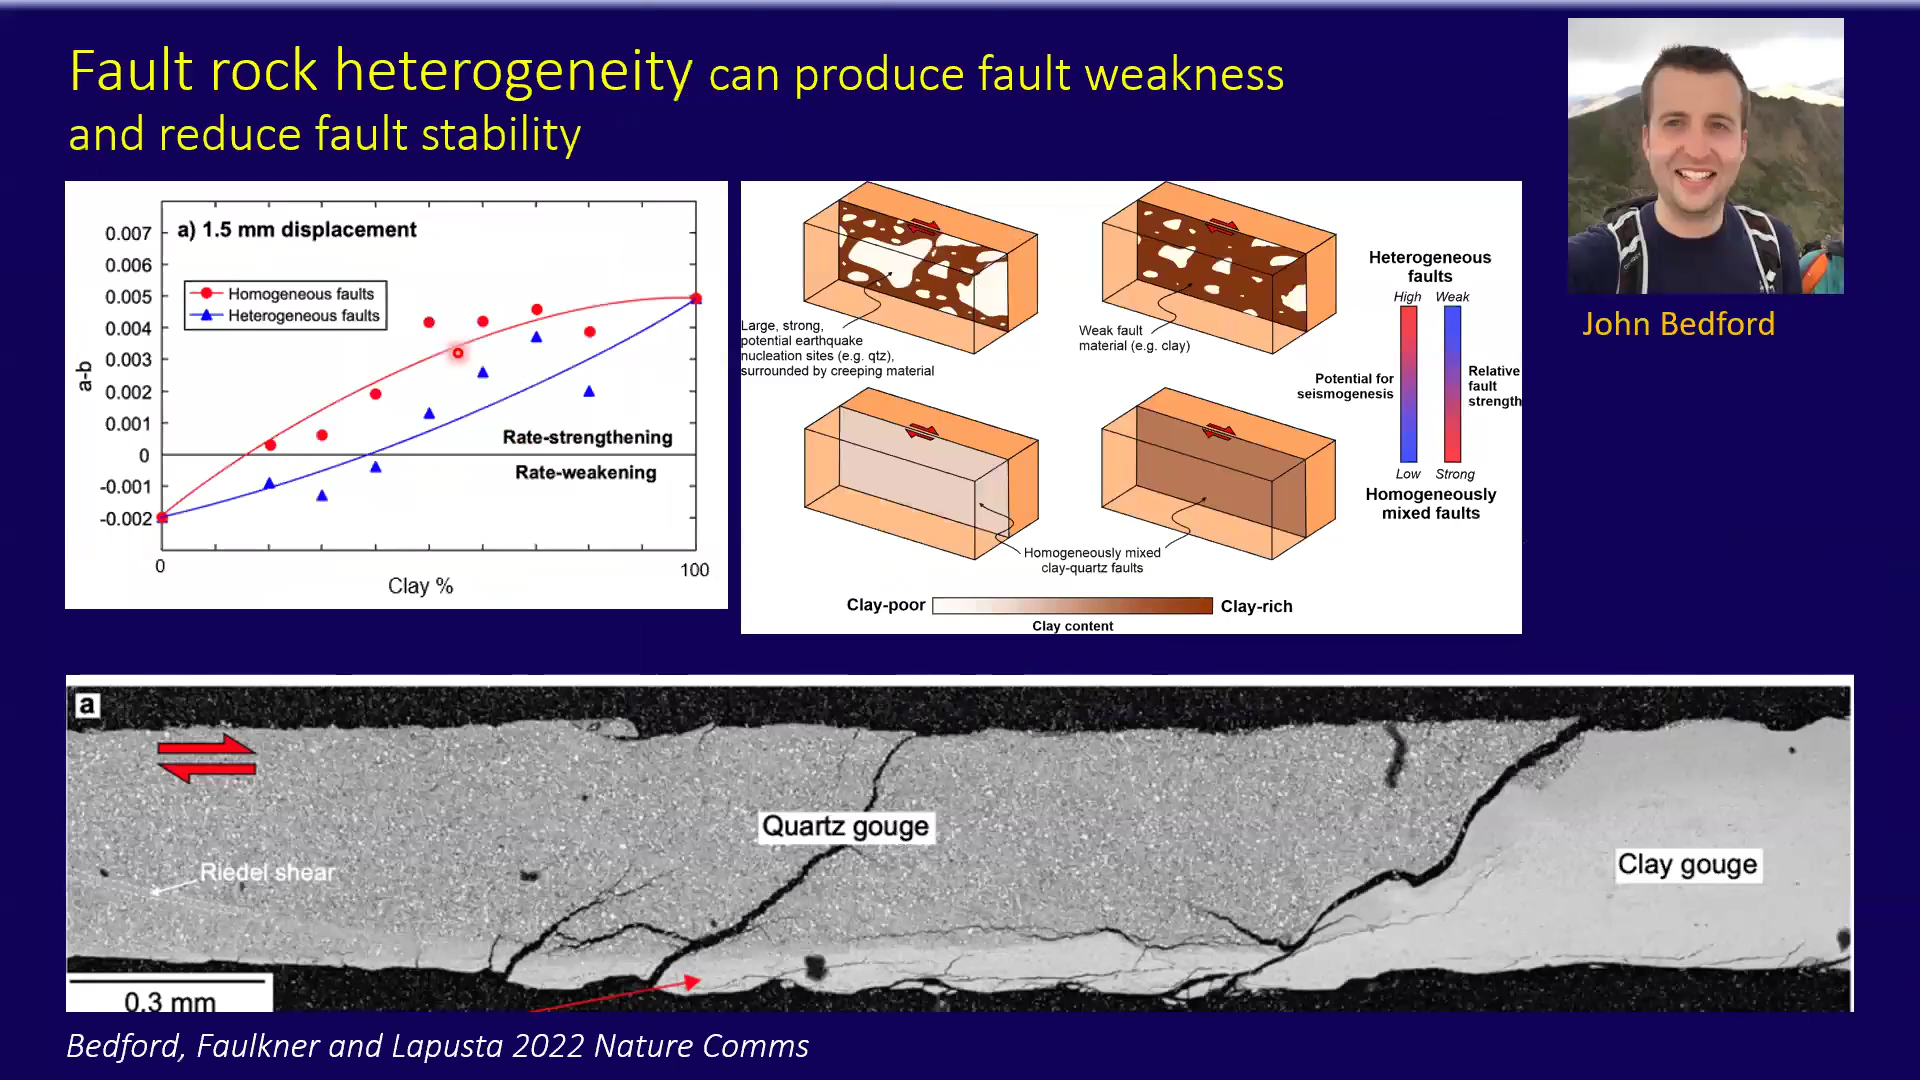 Fault rock heterogeneity can produce fault weakness
and reduce fault stability
a) 1.5 mm displacement
Homogeneous faults
Heterogeneous faults
0.007
0.006
0.005
0.004
0.003
0.002
0.001
0
-0.001
-0.002
a-b
Rate-strengthening
Rate-weakening
0
100
Clay %
Large, strong,
potential earthquake
nucleation sites (e.g. qtz),
surrounded by creeping material
Weak fault
material (e.g. clay)
Homogeneously mixed
clay-quartz faults
Clay-poor
Clay-rich
Clay content
Heterogeneous
faults
High Weak
Potential for
seismogenesis
Relative
fault
strength
Low Strong
Homogeneously
mixed faults
John Bedford
a
Quartz gouge
Clay gouge
Riedel shear
0.3 mm
Bedford, Faulkner and Lapusta 2022 Nature Comms